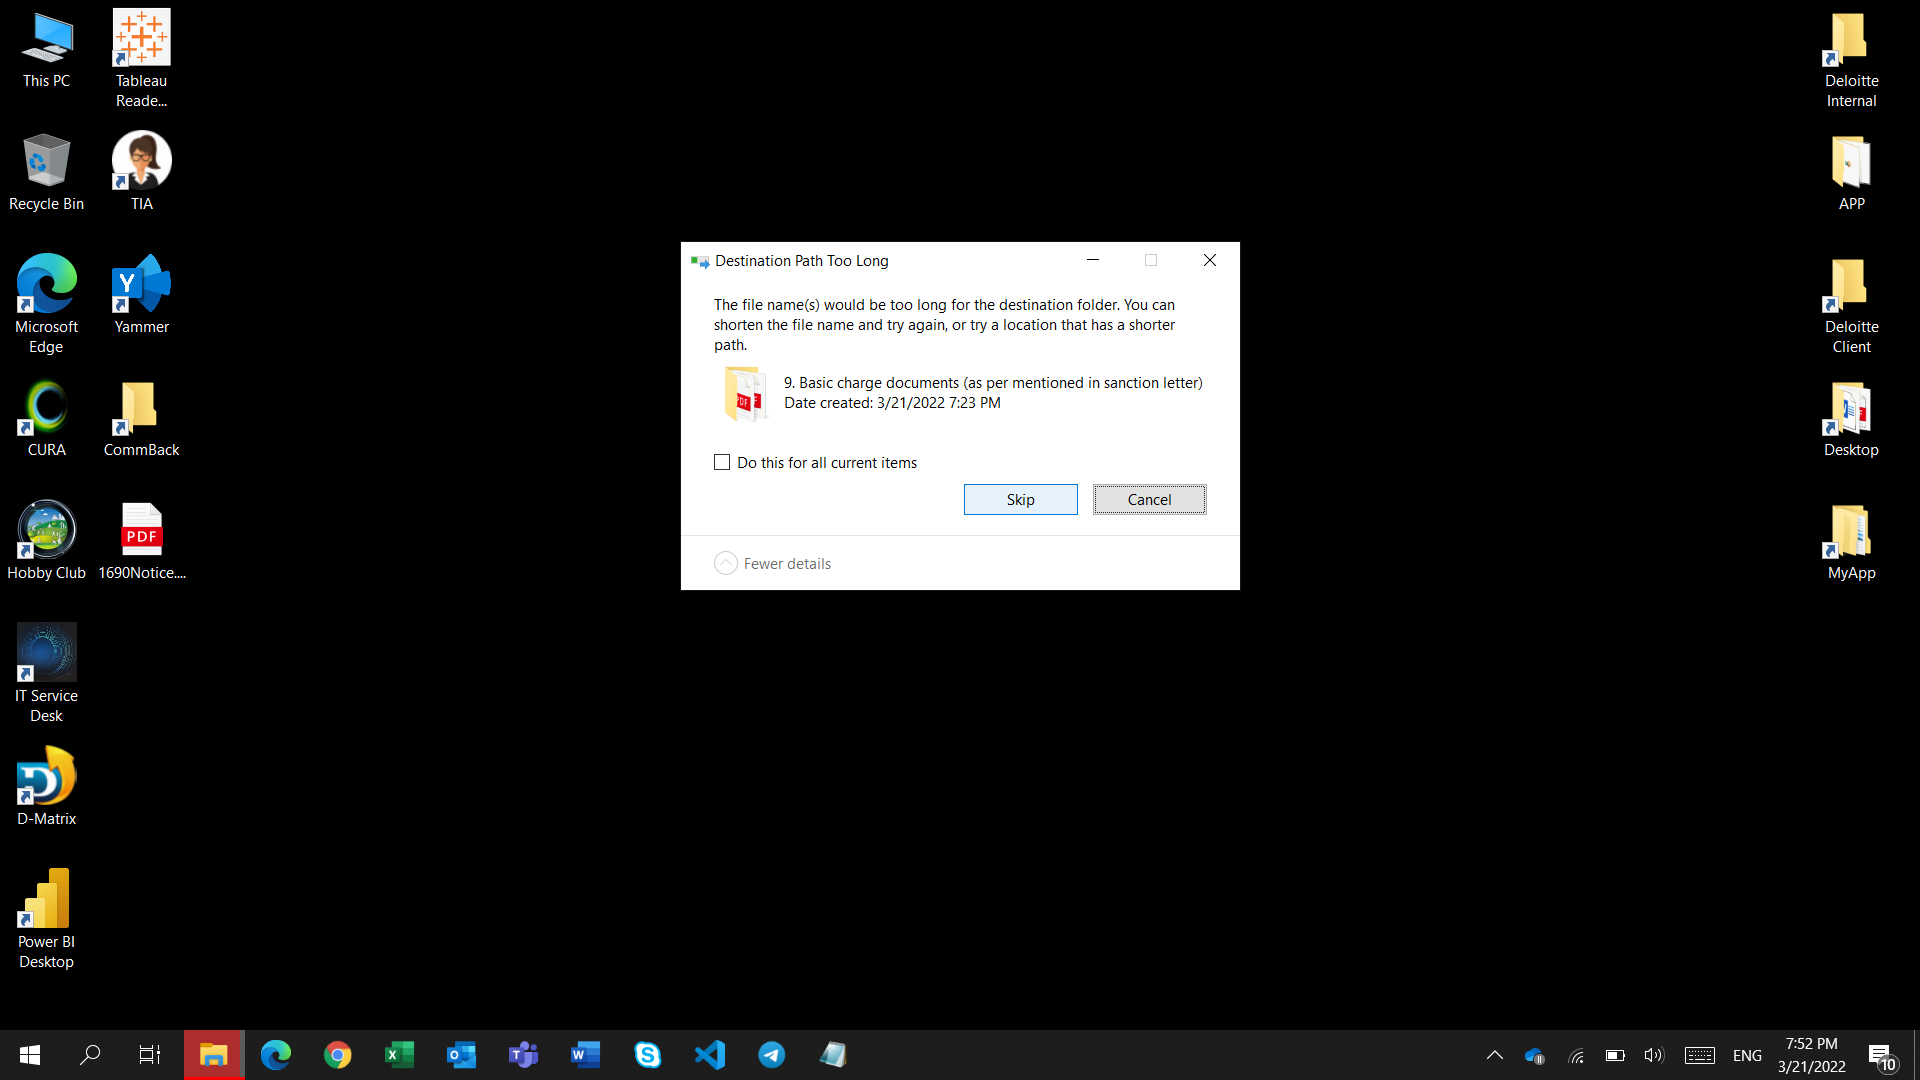 This PC
Tableau
Reade...
Recycle Bin
TIA
Microsoft
Edge
Yammer
CURA
CommBack
Hobby Club
PDF
1690Notice....
IT Service
Desk
D-Matrix
Power BI
Desktop
Destination Path Too Long
The file name(s) would be too long for the destination folder. You can
shorten the file name and try again, or try a location that has a shorter
path.
9. Basic charge documents (as per mentioned in sanction letter)
Date created: 3/21/2022 7:23 PM
Do this for all current items
Skip
Cancel
Fewer details
Deloitte
Internal
APP
Deloitte
Client
Desktop
MyApp
ENG
7:52 PM
3/21/2022
10